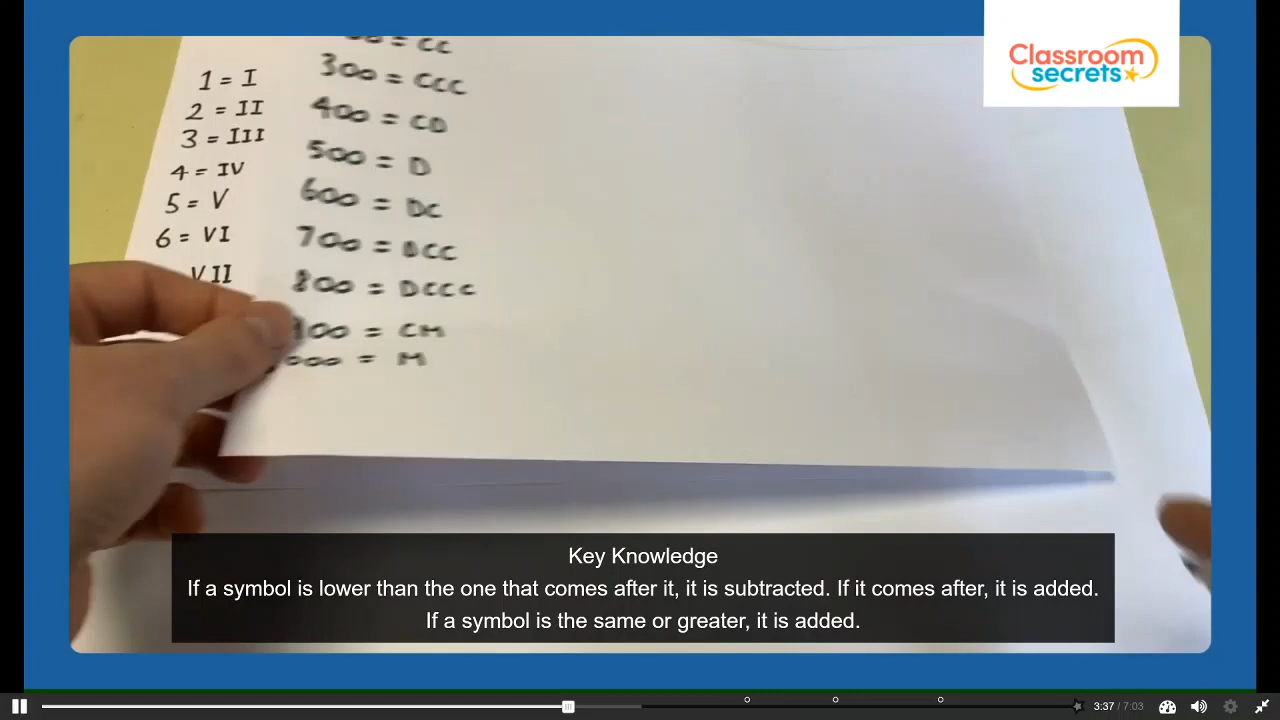 Classroom
secrets
1 = I
2 = II
3 = III
4 = IV
5 = V
6 = VI
VII
= CC
300 = CCC
400 = CD
500 = D
600 = DC
700 = DCC
800 = DCCC
900 = CM
1000 = M
Key Knowledge
If a symbol is lower than the one that comes after it, it is subtracted. If it comes after, it is added.
If a symbol is the same or greater, it is added.
3:37 / 7:03